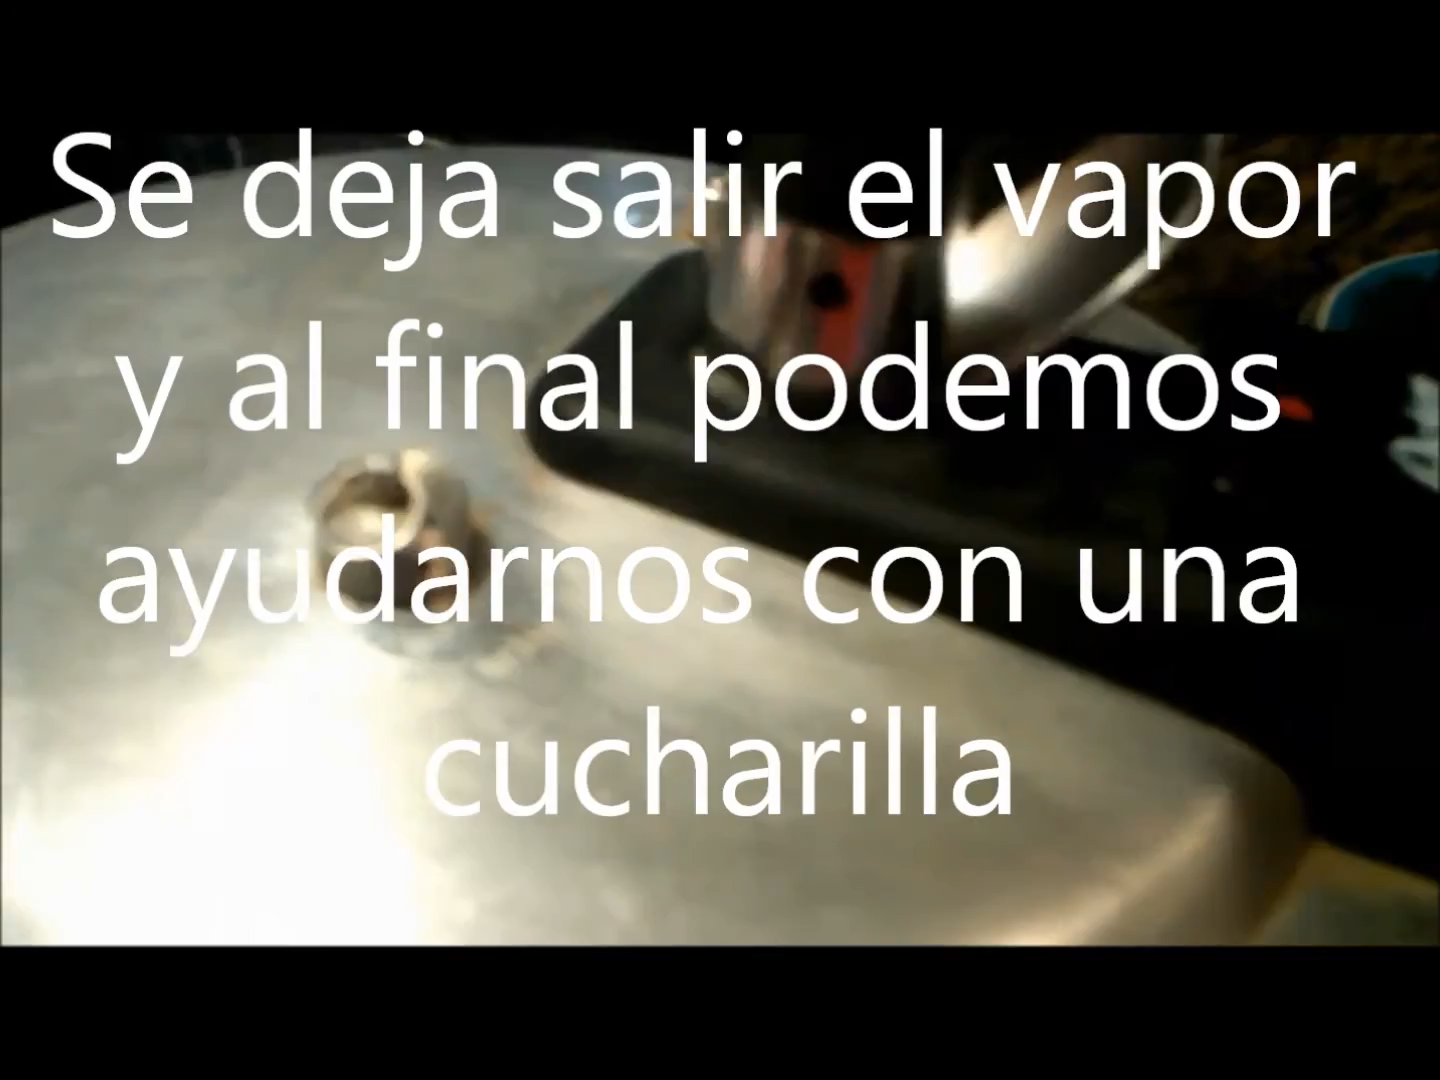 Se deja salir el vapor
y al final podemos
ayudarnos con una
cucharilla